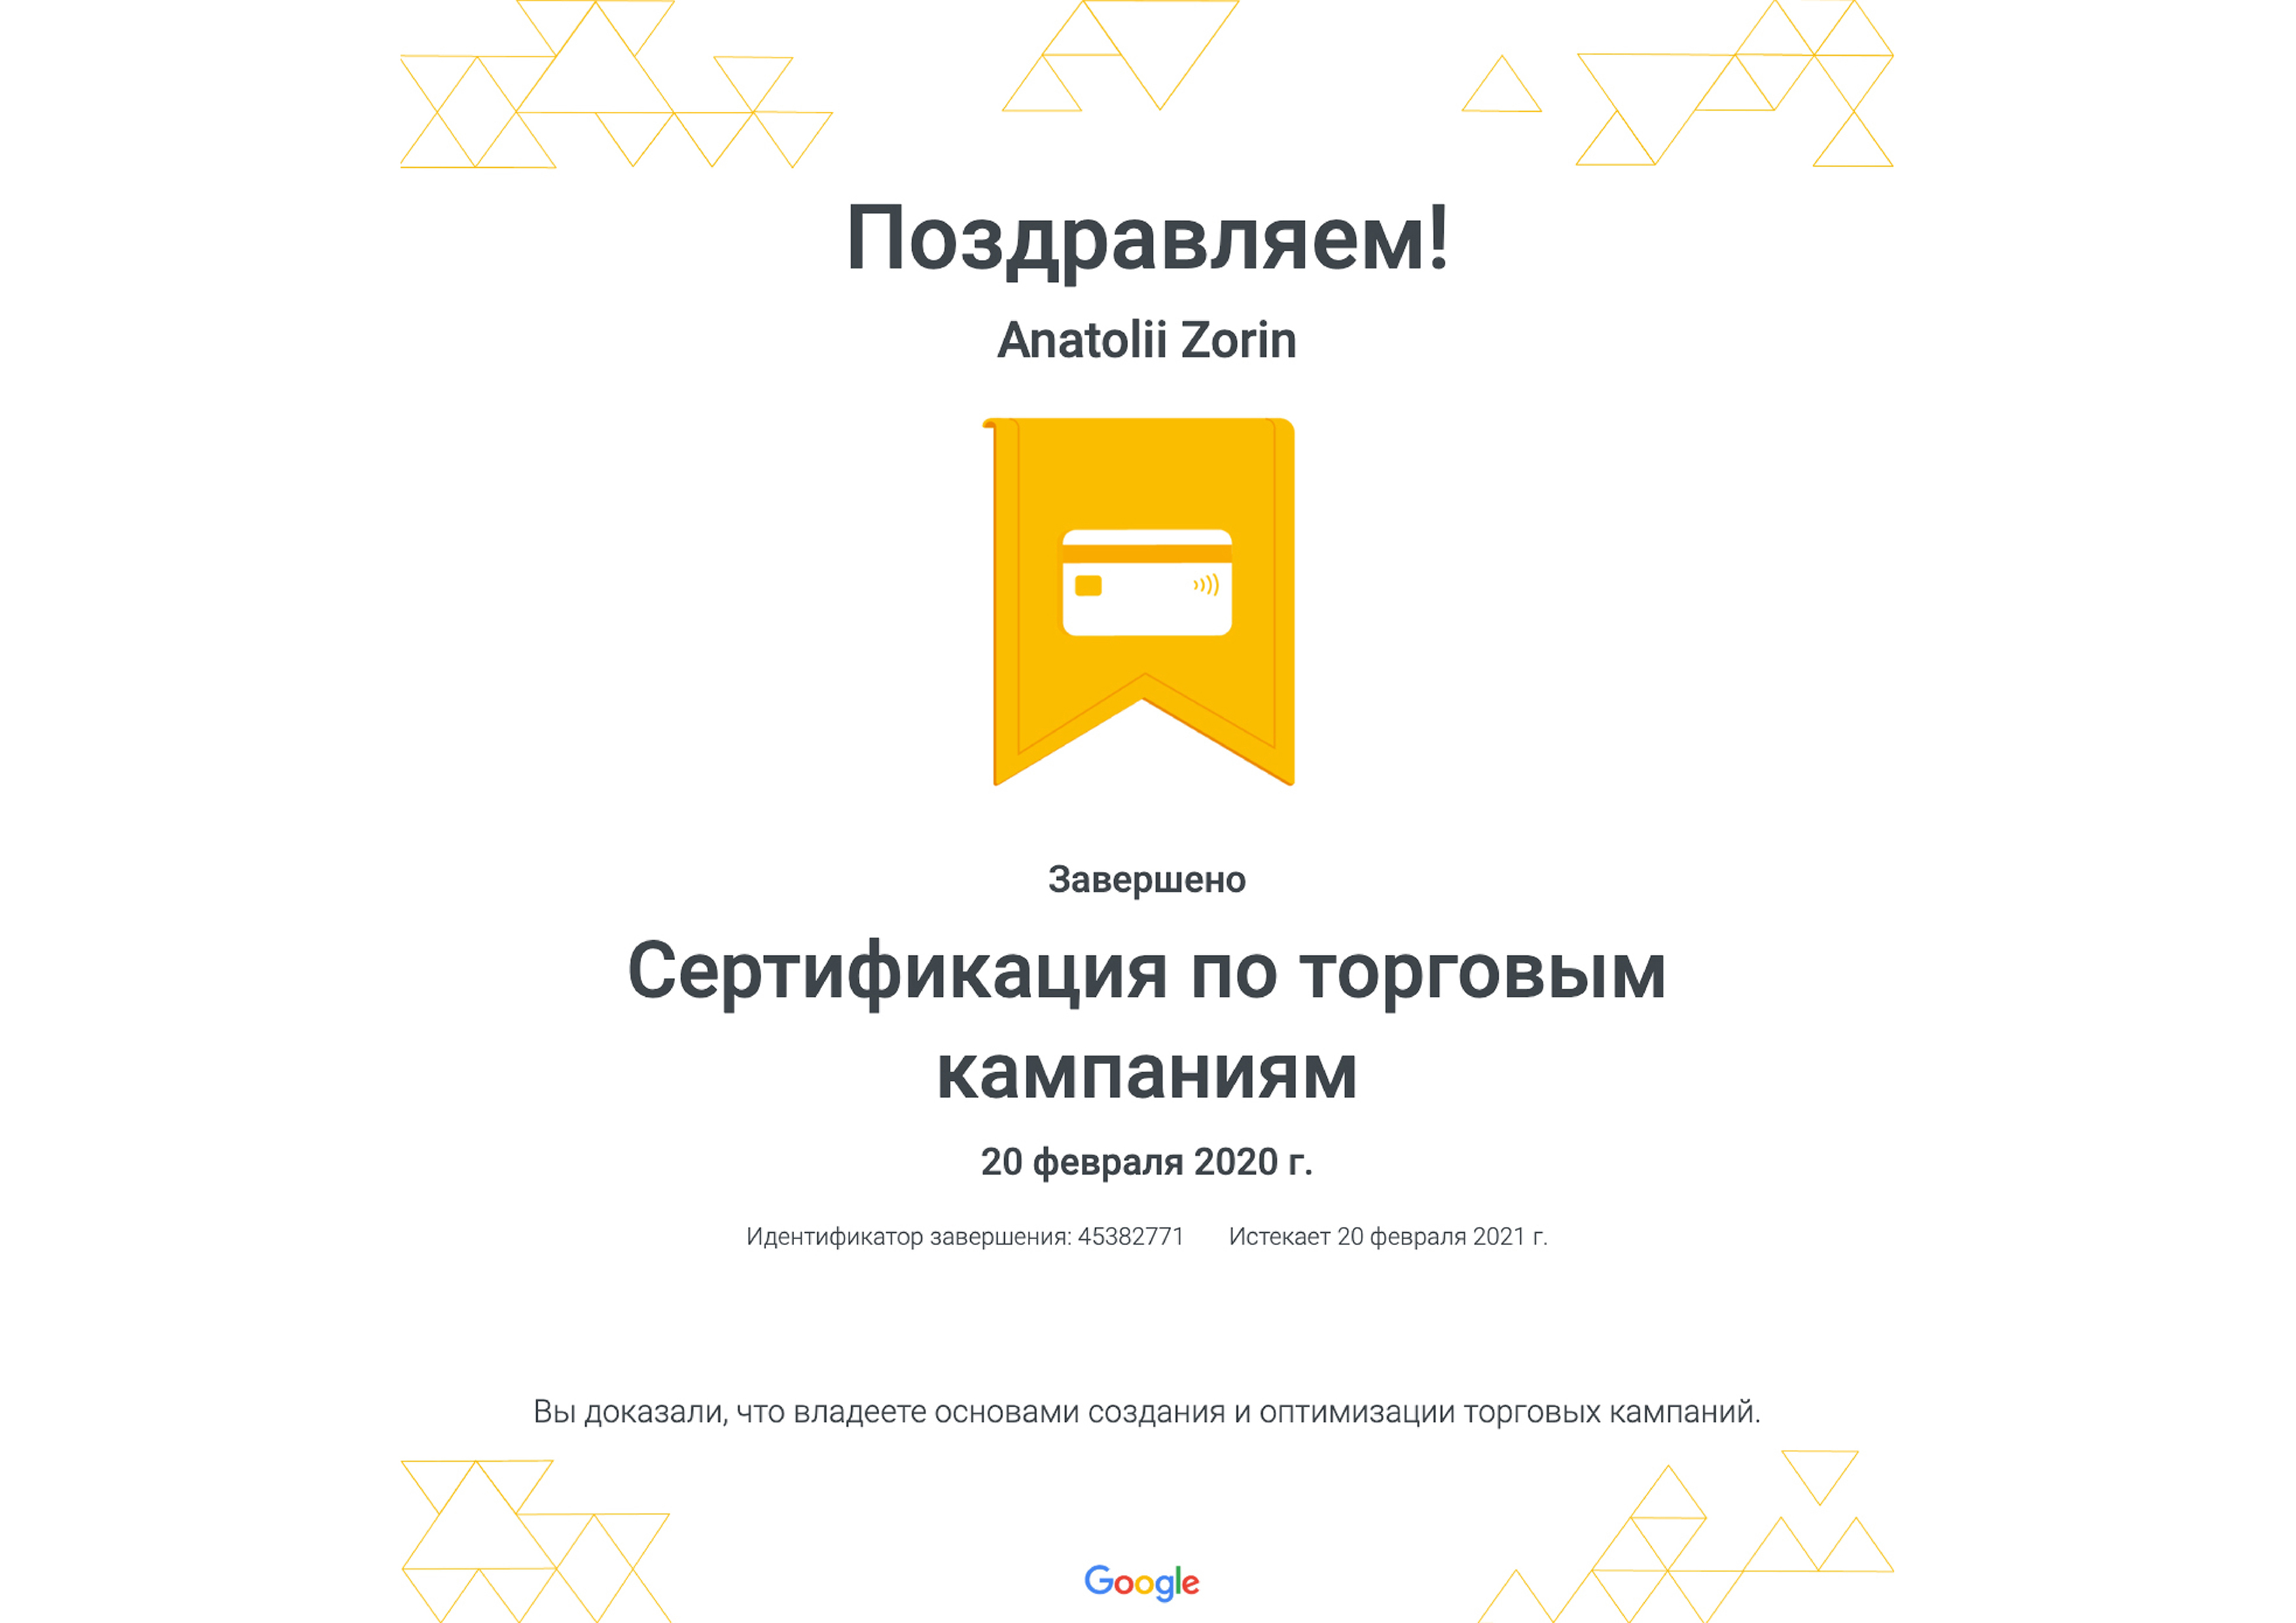 Поздравляем!
Anatolii Zorin
Завершено
Сертификация по торговым
кампаниям
20 февраля 2020 г.
Идентификатор завершения: 45382771 Истекает 20 февраля 2021 г.
Вы доказали, что владеете основами создания и оптимизации торговых кампаний.
Google